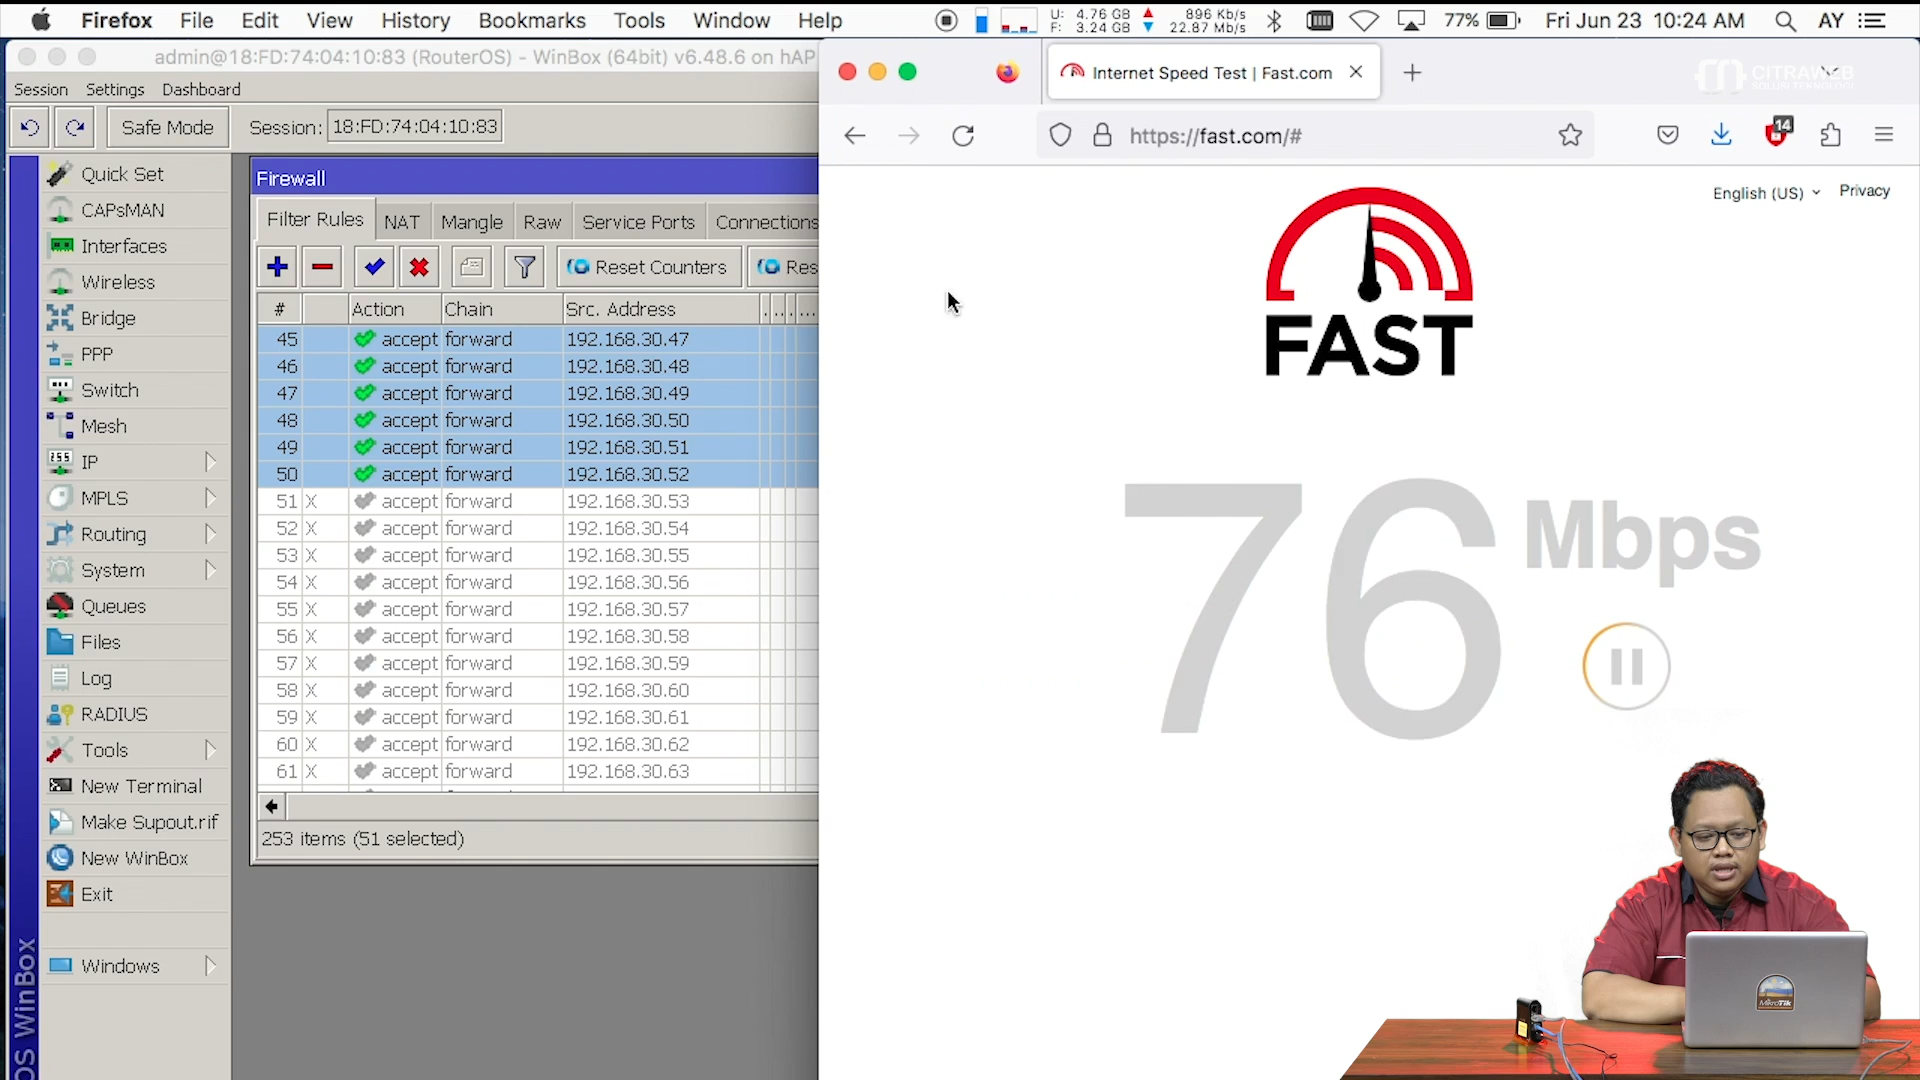 Firefox File Edit View History Bookmarks Tools Window Help
U: 4.76 GB 896 Kb/s
F: 3.24 GB 22.87 Mb/s
77% Fri Jun 23 10:24 AM AY
admin@18:FD:74:04:10:83 (RouterOS) - WinBox (64bit) v6.48.6 on hAP
Session Settings Dashboard
Safe Mode Session: 18:FD:74:04:10:83
Quick Set
CAPsMAN
Interfaces
Wireless
Bridge
PPP
Switch
Mesh
255 IP
MPLS
Routing
System
Queues
Files
Log
RADIUS
Tools
New Terminal
Make Supout.rif
New WinBox
Exit
Windows
OS WinBox
Firewall
Filter Rules NAT Mangle Raw Service Ports Connections
Reset Counters Res
# Action Chain Src. Address
45 accept forward 192.168.30.47
46 accept forward 192.168.30.48
47 accept forward 192.168.30.49
48 accept forward 192.168.30.50
49 accept forward 192.168.30.51
50 accept forward 192.168.30.52
51 X accept forward 192.168.30.53
52 X accept forward 192.168.30.54
53 X accept forward 192.168.30.55
54 X accept forward 192.168.30.56
55 X accept forward 192.168.30.57
56 X accept forward 192.168.30.58
57 X accept forward 192.168.30.59
58 X accept forward 192.168.30.60
59 X accept forward 192.168.30.61
60 X accept forward 192.168.30.62
61 X accept forward 192.168.30.63
253 items (51 selected)
Internet Speed Test | Fast.com
CITRAWEB
SOLUSI TEKNOLOGI
https://fast.com/#
14
English (US) Privacy
FAST
76 Mbps
MikroTik